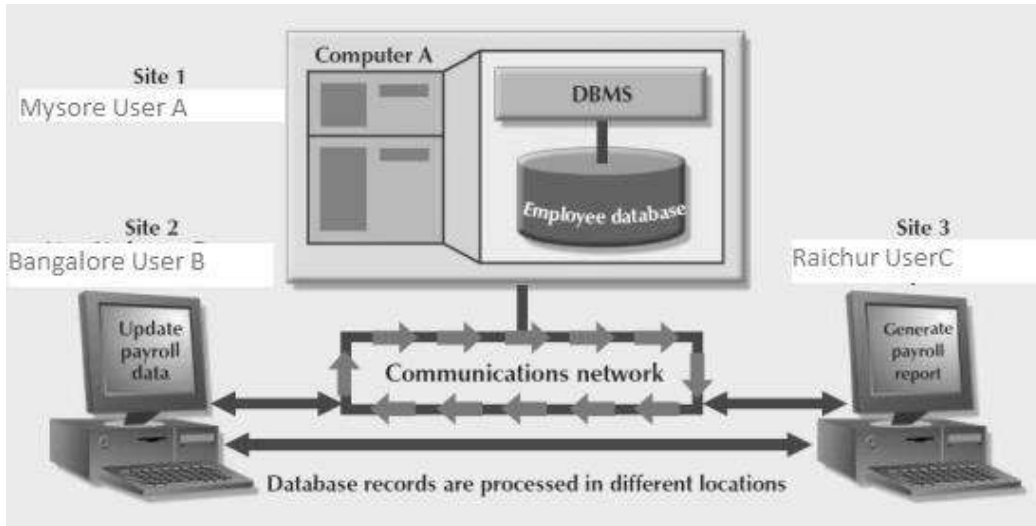 Computer A
Site 1
Mysore User A
DBMS
Employee database
Site 2
Bangalore User B
Site 3
Raichur UserC
Update
payroll
data
Generate
payroll
report
Communications network
Database records are processed in different locations